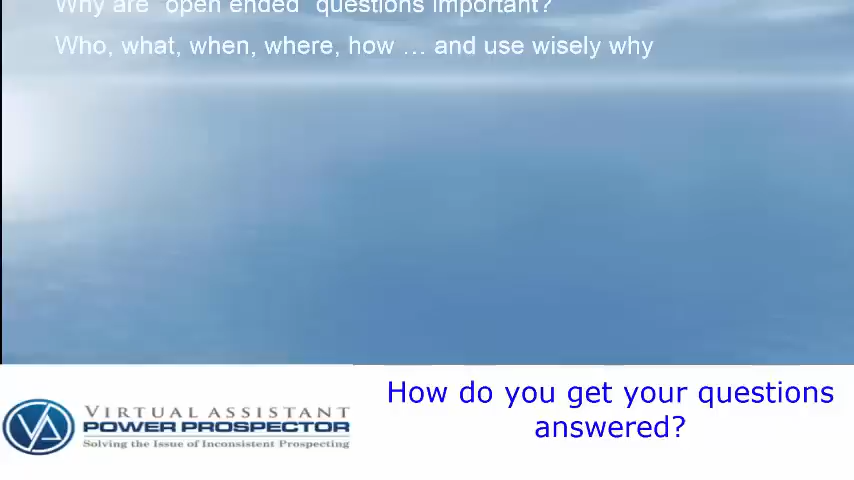 Why are "open ended" questions important?
Who, what, when, where, how … and use wisely why
VIRTUAL ASSISTANT
POWER PROSPECTOR
Solving the Issue of Inconsistent Prospecting
How do you get your questions
answered?